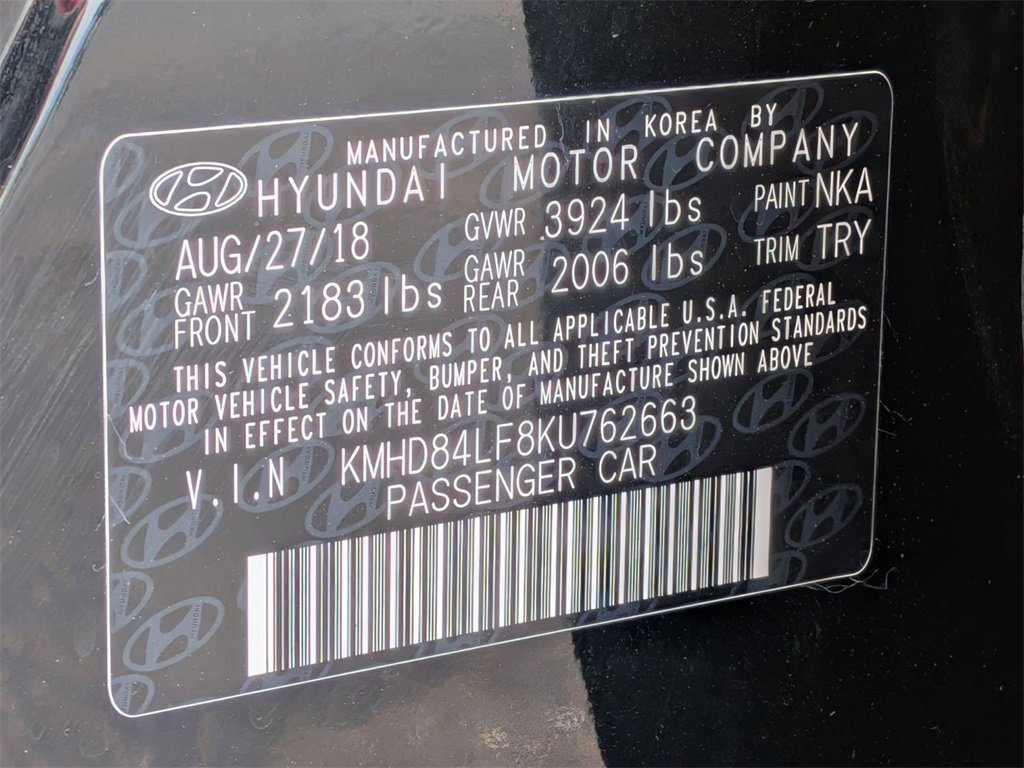 MANUFACTURED IN KOREA BY
HYUNDAI MOTOR COMPANY
AUG/27/18 GVWR 3924 lbs PAINT NKA
GAWR FRONT 2183 lbs GAWR REAR 2006 lbs TRIM TRY
THIS VEHICLE CONFORMS TO ALL APPLICABLE U.S.A. FEDERAL
MOTOR VEHICLE SAFETY, BUMPER, AND THEFT PREVENTION STANDARDS
IN EFFECT ON THE DATE OF MANUFACTURE SHOWN ABOVE
V.I.N KMHD84LF8KU762663
PASSENGER CAR